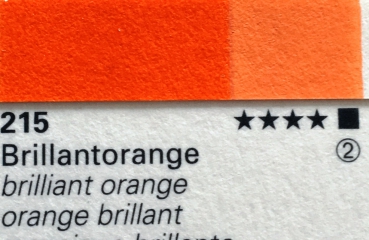 215 ★★★★ ■
Brillantorange ②
brilliant orange
orange brillant